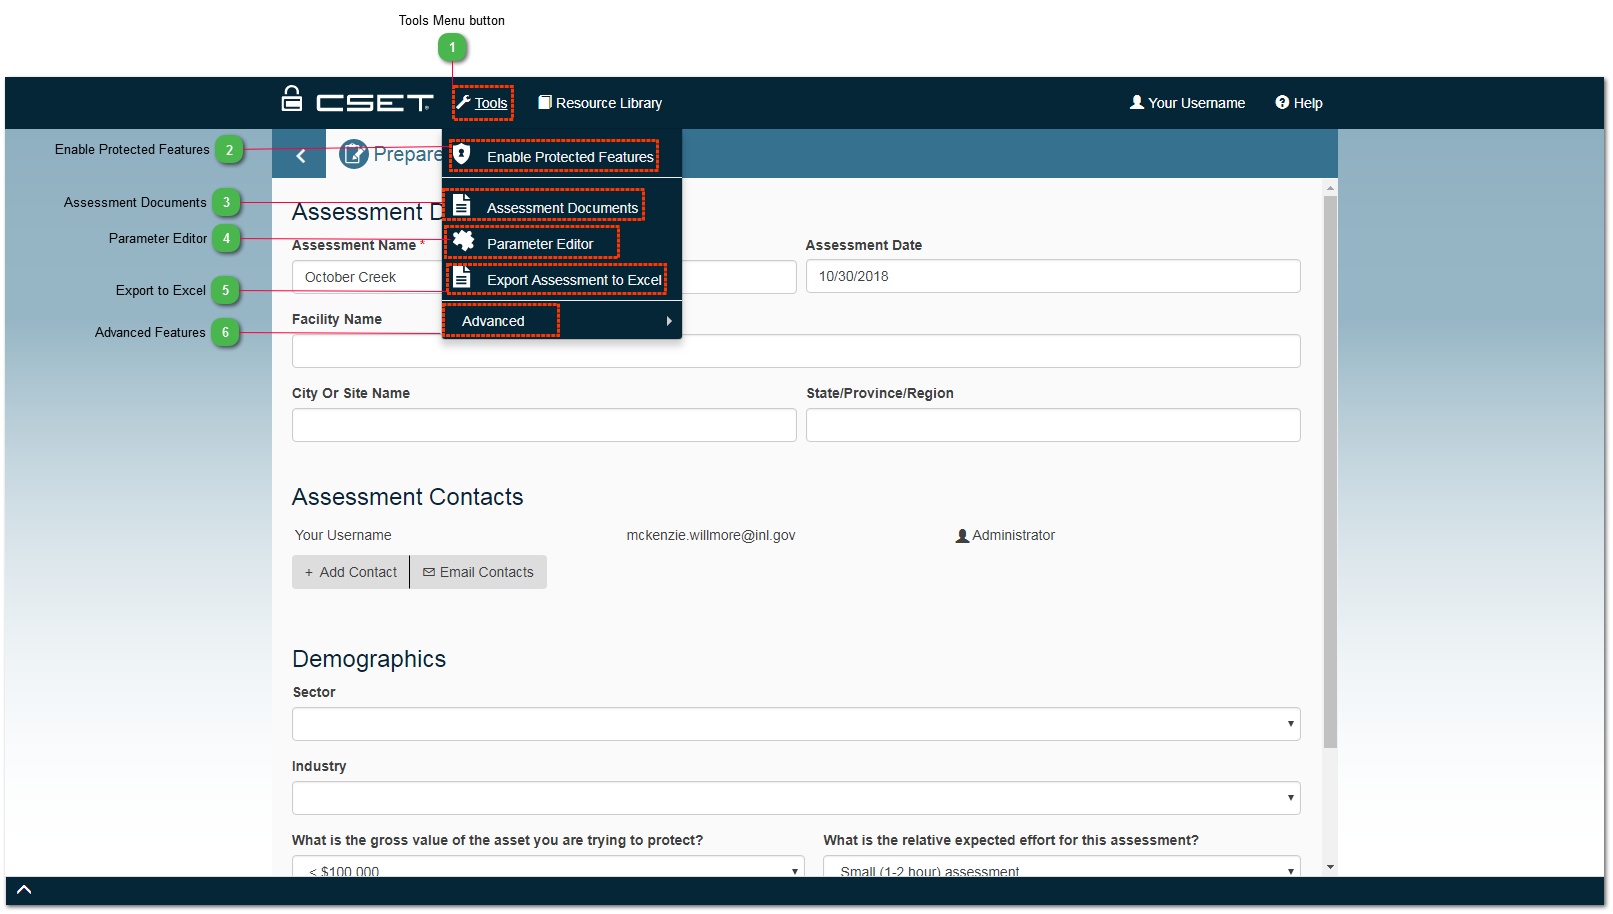 Tools Menu button
1
CSET
Tools
Resource Library
Your Username
Help
Enable Protected Features 2
Prepare
Enable Protected Features
Assessment Documents 3
Assessment D
Assessment Documents
Parameter Editor 4
Assessment Name *
Parameter Editor
Assessment Date
October Creek
Export Assessment to Excel
10/30/2018
Export to Excel 5
Advanced Features 6
Facility Name
Advanced
City Or Site Name
State/Province/Region
Assessment Contacts
Your Username
mckenzie.willmore@inl.gov
Administrator
+ Add Contact
Email Contacts
Demographics
Sector
Industry
What is the gross value of the asset you are trying to protect?
What is the relative expected effort for this assessment?
< $100,000
Small (1-2 hour) assessment